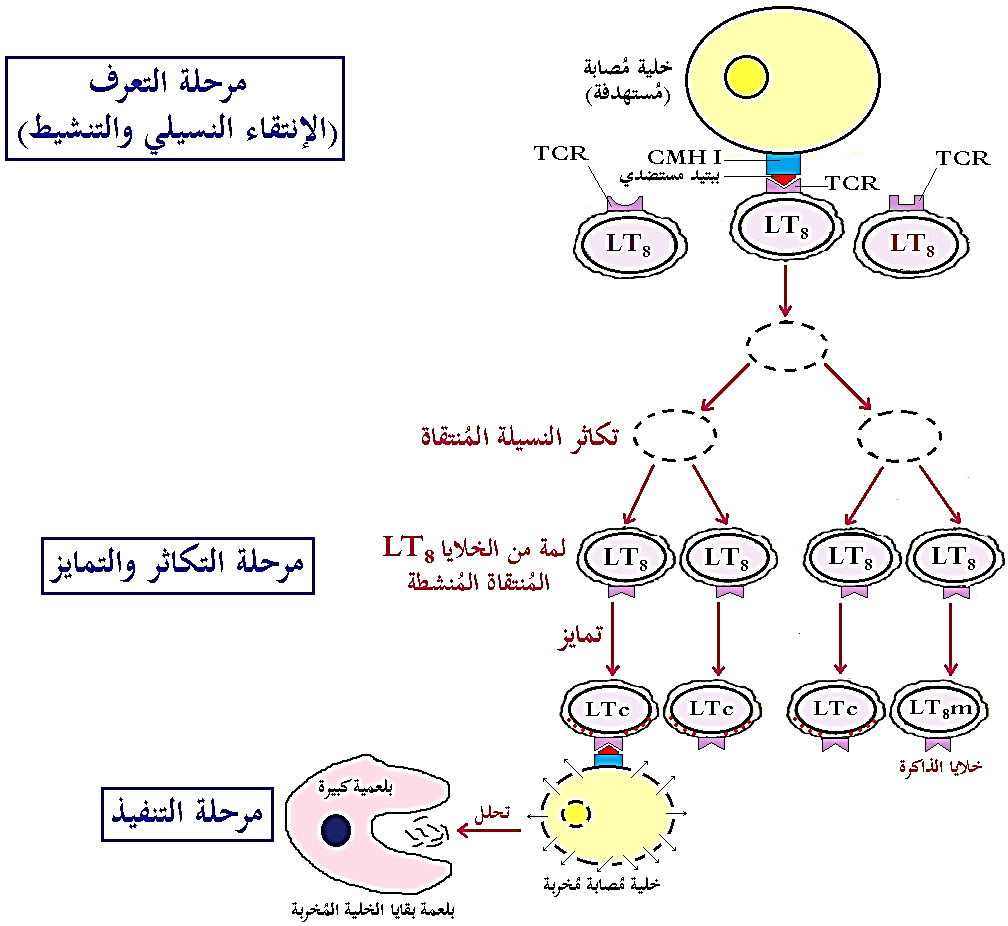 خلية مُصابة
(مُستهدفة)
مرحلة التعرف
(الإنتقاء النسيلي والتنشيط)
TCR
CMH I
ببتيد مستضدي
TCR
TCR
LT8
LT8
LT8
تكاثر النسيلة المُنتقاة
مرحلة التكاثر والتمايز
لمة من الخلايا LT8
المُنتقاة المُنشطة
LT8
LT8
LT8
LT8
تمايز
LTc
LTc
LTc
LT8m
خلايا الذاكرة
مرحلة التنفيذ
بلعمية كبيرة
تحلل
خلية مُصابة مُخربة
بلعمة بقايا الخلية المُخربة